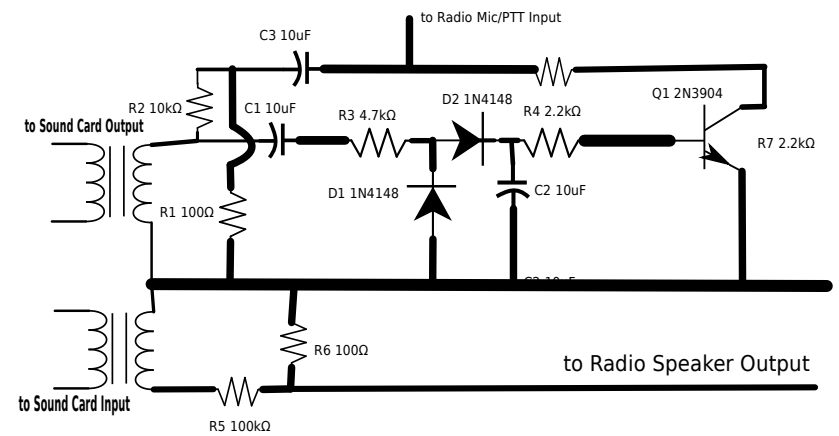 to Radio Mic/PTT Input
C3 10uF
Q1 2N3904
D2 1N4148
R2 10kΩ
C1 10uF
R3 4.7kΩ
R4 2.2kΩ
to Sound Card Output
R7 2.2kΩ
D1 1N4148
C2 10uF
R1 100Ω
R6 100Ω
to Radio Speaker Output
to Sound Card Input
R5 100kΩ